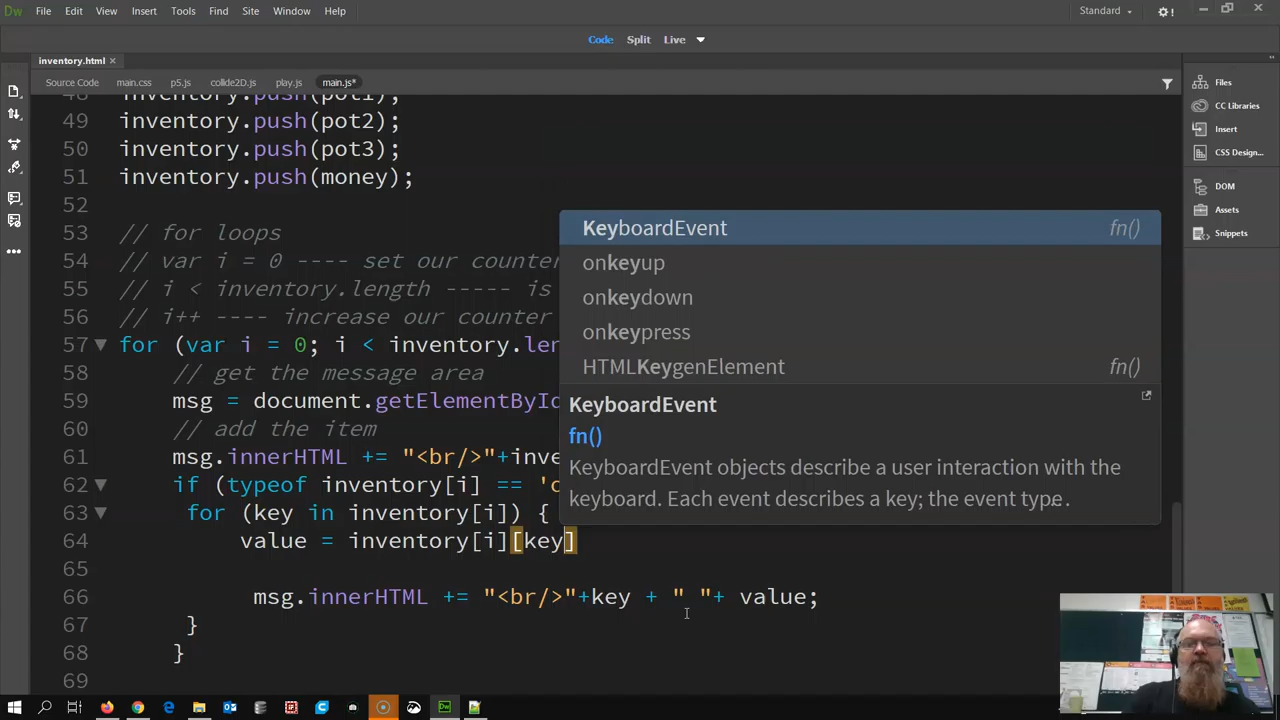 Dw File Edit View Insert Tools Find Site Window Help Standard
Code Split Live
inventory.html
Source Code main.css p5.js collide2D.js play.js main.js*
48 inventory.push(pot1);
49 inventory.push(pot2);
50 inventory.push(pot3);
51 inventory.push(money);
52
53 // for loops
54 // var i = 0 ---- set our counter
55 // i < inventory.length ----- is
56 // i++ ---- increase our counter
57 for (var i = 0; i < inventory.len
58 // get the message area
59 msg = document.getElementById
60 // add the item
61 msg.innerHTML += "<br/>"+inve
62 if (typeof inventory[i] == 'o
63 for (key in inventory[i]) {
64 value = inventory[i][key]
65
66 msg.innerHTML += "<br/>"+key + " "+ value;
67 }
68 }
69
KeyboardEvent fn()
onkeyup
onkeydown
onkeypress
HTMLKeygenElement fn()
KeyboardEvent
fn()
KeyboardEvent objects describe a user interaction with the
keyboard. Each event describes a key; the event type.
Files
CC Libraries
Insert
CSS Design...
DOM
Assets
Snippets